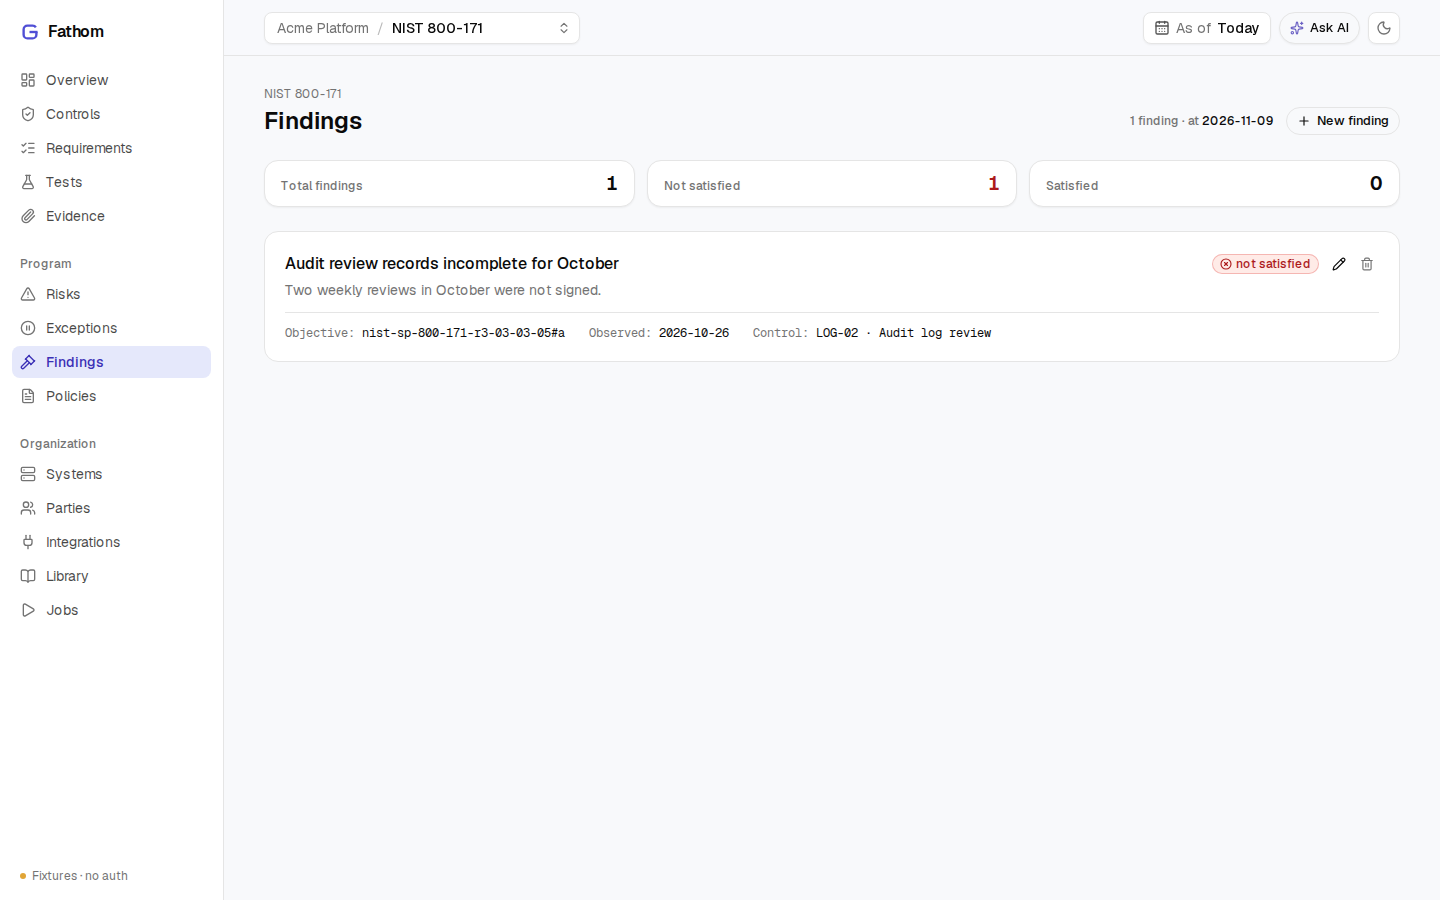 Fathom
Overview
Controls
Requirements
Tests
Evidence
Program
Risks
Exceptions
Findings
Policies
Organization
Systems
Parties
Integrations
Library
Jobs
Fixtures · no auth
Acme Platform / NIST 800-171
As of Today
Ask AI
NIST 800-171
Findings
1 finding · at 2026-11-09
New finding
Total findings 1
Not satisfied 1
Satisfied 0
Audit review records incomplete for October
not satisfied
Two weekly reviews in October were not signed.
Objective: nist-sp-800-171-r3-03-03-05#a Observed: 2026-10-26 Control: LOG-02 · Audit log review